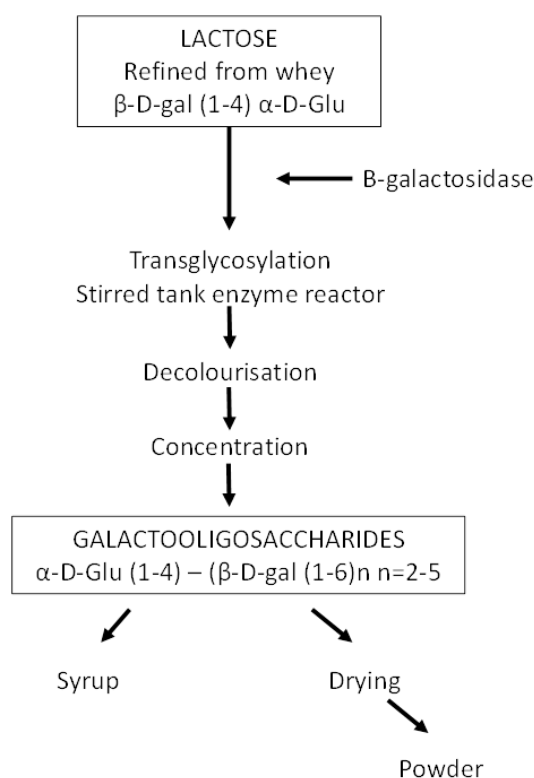 LACTOSE
Refined from whey
β-D-gal (1-4) α-D-Glu
B-galactosidase
Transglycosylation
Stirred tank enzyme reactor
Decolourisation
Concentration
GALACTOOLIGOSACCHARIDES
α-D-Glu (1-4) – (β-D-gal (1-6)n n=2-5
Syrup
Drying
Powder